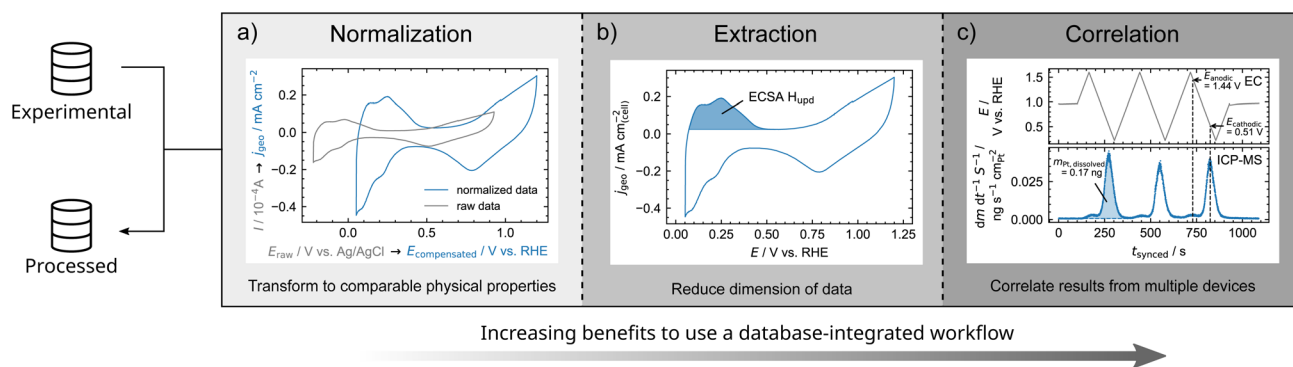 Experimental
Processed
a)
Normalization
I / 10⁻⁴A → j_geo / mA cm⁻²
0.2
0.0
−0.2
−0.4
normalized data
raw data
0.0
0.5
1.0
E_raw / V vs. Ag/AgCl → E_compensated / V vs. RHE
Transform to comparable physical properties
b)
Extraction
j_geo / mA cm⁻²_(cell)
0.2
0.0
−0.2
−0.4
ECSA H_upd
0.00
0.25
0.50
0.75
1.00
1.25
E / V vs. RHE
Reduce dimension of data
c)
Correlation
E /
V vs. RHE
1.5
1.0
0.5
E_anodic
= 1.44 V
EC
E_cathodic
= 0.51 V
dm dt⁻¹ S⁻¹ /
ng s⁻¹ cm⁻²_Pt
0.025
0.000
m_Pt, dissolved
= 0.17 ng
ICP-MS
0
250
500
750
1000
t_synced / s
Correlate results from multiple devices
Increasing benefits to use a database-integrated workflow